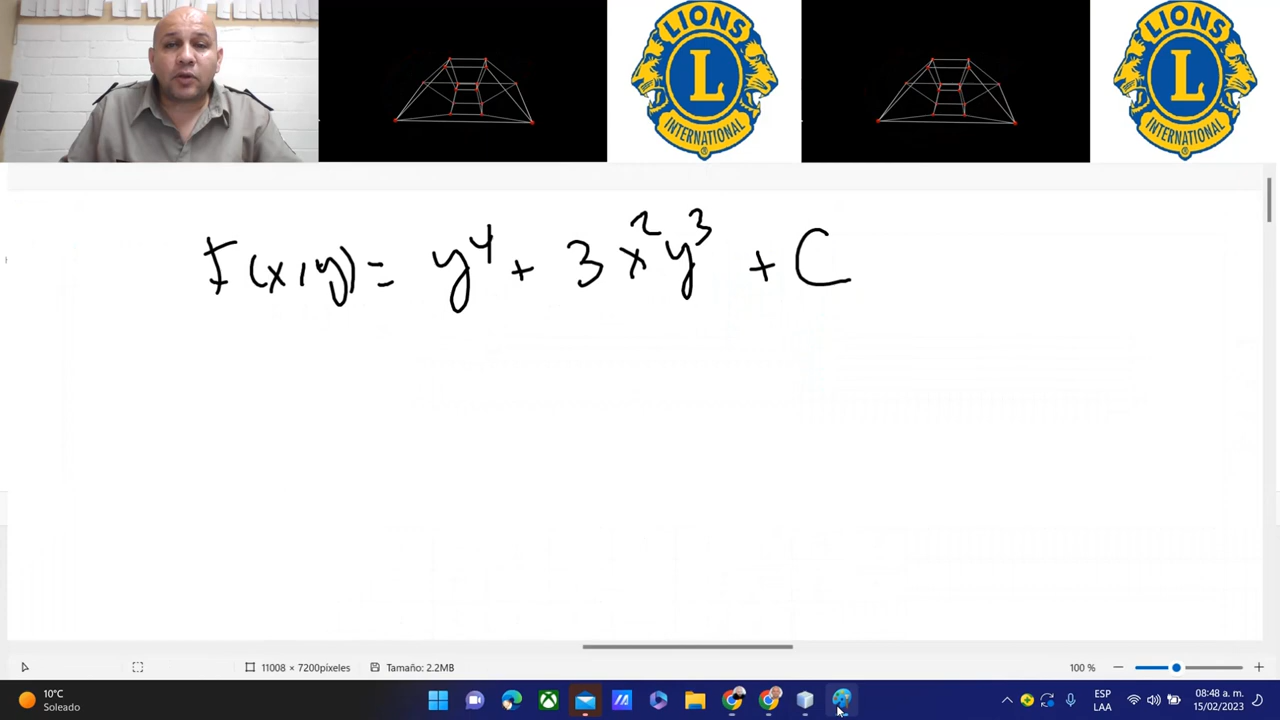 LIONS
L
INTERNATIONAL
LIONS
L
INTERNATIONAL
F(x,y) = y⁴ + 3x²y³ + C
11008 × 7200píxeles
Tamaño: 2.2MB
100 %
10°C
Soleado
ESP
LAA
08:48 a. m.
15/02/2023